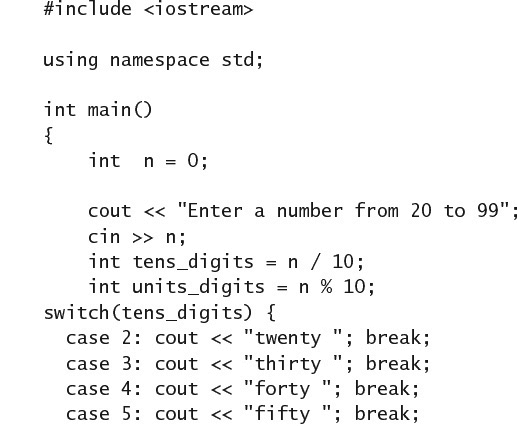 #include <iostream>
using namespace std;
int main()
{
int  n = 0;
cout << "Enter a number from 20 to 99";
cin >> n;
int tens_digits = n / 10;
int units_digits = n % 10;
switch(tens_digits) {
case 2: cout << "twenty "; break;
case 3: cout << "thirty "; break;
case 4: cout << "forty "; break;
case 5: cout << "fifty "; break;